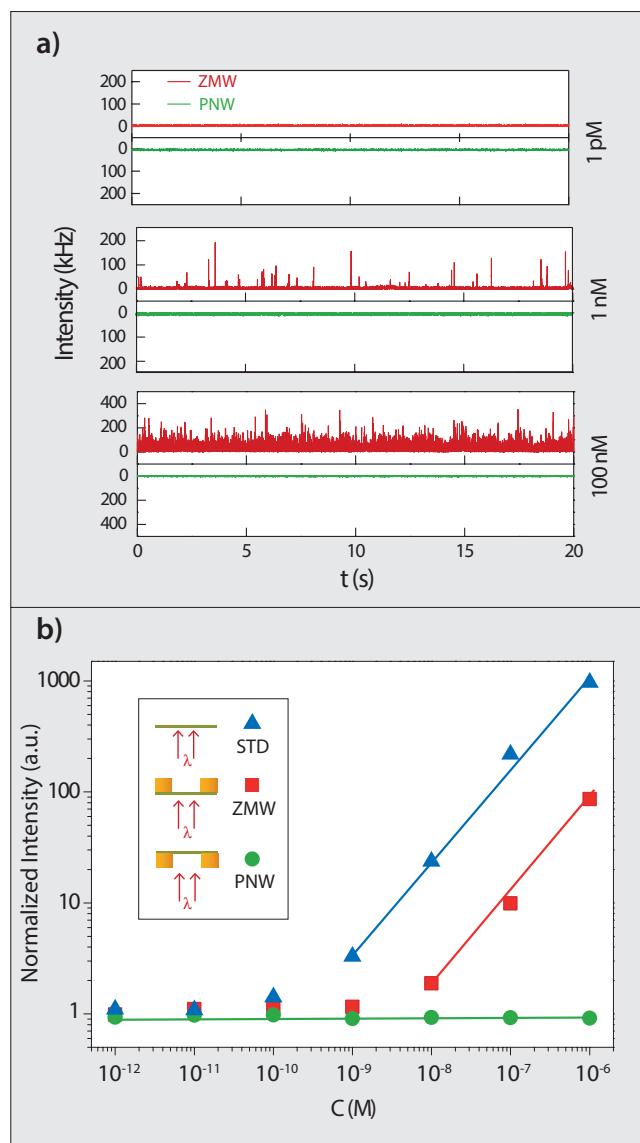 a)
200
100
0
0
100
200
ZMW
PNW
1 pM
Intensity (kHz)
200
100
0
0
100
200
1 nM
400
200
0
0
200
400
100 nM
0 5 10 15 20
t (s)
b)
Normalized Intensity (a.u.)
1000
100
10
1
λ
STD
λ
ZMW
λ
PNW
10-12 10-11 10-10 10-9 10-8 10-7 10-6
C (M)